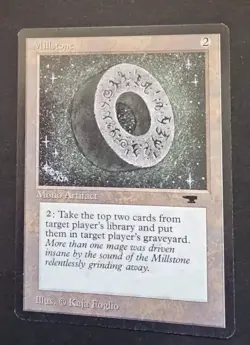 Millstone 2
Mono Artifact
2: Take the top two cards from
target player's library and put
them in target player's graveyard.
More than one mage was driven
insane by the sound of the Millstone
relentlessly grinding away.
Illus. © Kaja Foglio